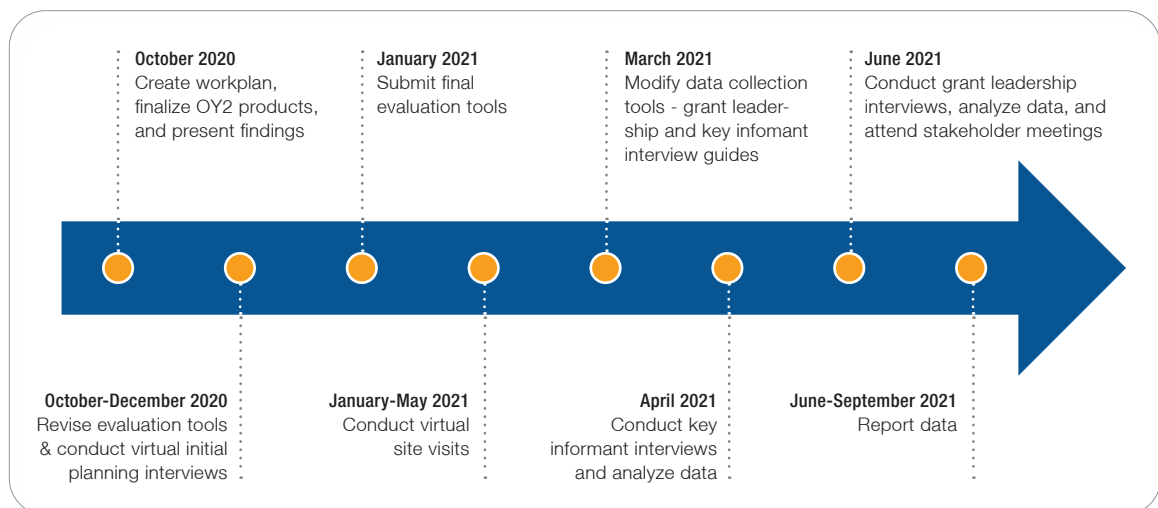 October 2020
Create workplan,
finalize OY2 products,
and present findings
January 2021
Submit final
evaluation tools
March 2021
Modify data collection
tools - grant leader-
ship and key infomant
interview guides
June 2021
Conduct grant leadership
interviews, analyze data, and
attend stakeholder meetings
October-December 2020
Revise evaluation tools
& conduct virtual initial
planning interviews
January-May 2021
Conduct virtual
site visits
April 2021
Conduct key
informant interviews
and analyze data
June-September 2021
Report data